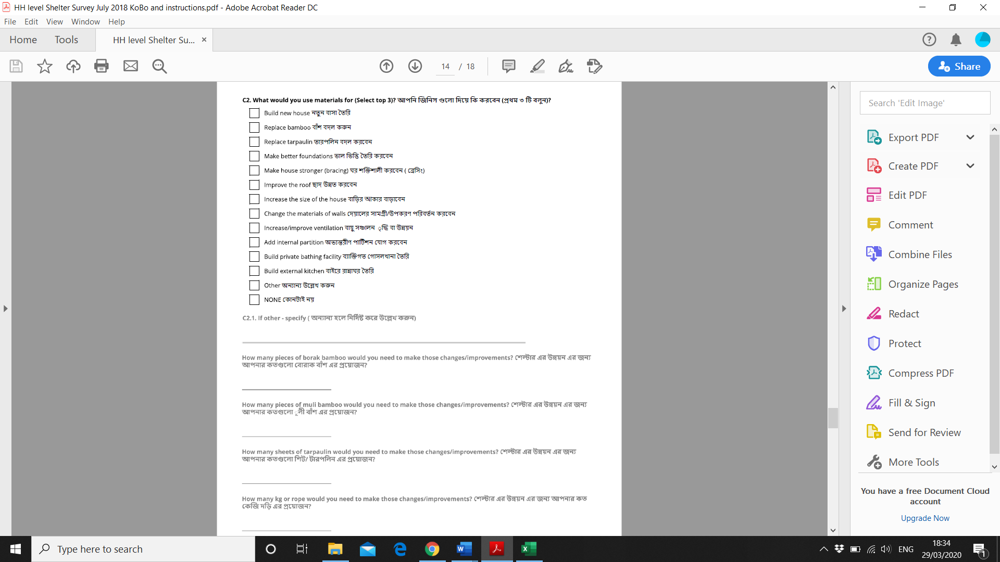 HH level Shelter Survey July 2018 KoBo and instructions.pdf - Adobe Acrobat Reader DC
File Edit View Window Help
Home Tools HH level Shelter Su... ×
14 / 18
Share
C2. What would you use materials for (Select top 3)? আপনি জিনিস গুলো দিয়ে কি করবেন (প্রথম ৩ টি বলুন)?
Build new house নতুন বাসা তৈরি
Replace bamboo বাঁশ বদল করুন
Replace tarpaulin তারপলিন বদল করবেন
Make better foundations ভাল ভিত্তি তৈরি করবেন
Make house stronger (bracing) ঘর শক্তিশালী করবেন ( ব্রেসিং)
Improve the roof ছাদ উন্নত করবেন
Increase the size of the house বাড়ির আকার বাড়াবেন
Change the materials of walls দেয়ালের সামগ্রী/উপকরণ পরিবর্তন করবেন
Increase/improve ventilation বায়ু সঞ্চালন ৃদ্ধি বা উন্নয়ন
Add internal partition অভ্যন্তরীণ পার্টিশন যোগ করবেন
Build private bathing facility ব্যাক্তিগত গোসলখানা তৈরি
Build external kitchen বাইরে রান্নাঘর তৈরি
Other অন্যান্য উল্লেখ করুন
NONE কোনটাই নয়
C2.1. If other - specify ( অন্যান্য হলে নির্দিষ্ট করে উল্লেখ করুন)
How many pieces of borak bamboo would you need to make those changes/improvements? শেল্টার এর উন্নয়ন এর জন্য
আপনার কতগুলো বোরাক বাঁশ এর প্রয়োজন?
How many pieces of muli bamboo would you need to make those changes/improvements? শেল্টার এর উন্নয়ন এর জন্য
আপনার কতগুলো ূলী বাঁশ এর প্রয়োজন?
How many sheets of tarpaulin would you need to make those changes/improvements? শেল্টার এর উন্নয়ন এর জন্য
আপনার কতগুলো শিট/ টারপলিন এর প্রয়োজন?
How many kg or rope would you need to make those changes/improvements? শেল্টার এর উন্নয়ন এর জন্য আপনার কত
কেজি দড়ি এর প্রয়োজন?
Search 'Edit Image'
Export PDF
Create PDF
Edit PDF
Comment
Combine Files
Organize Pages
Redact
Protect
Compress PDF
Fill & Sign
Send for Review
More Tools
You have a free Document Cloud
account
Upgrade Now
Type here to search
ENG
18:34
29/03/2020
1